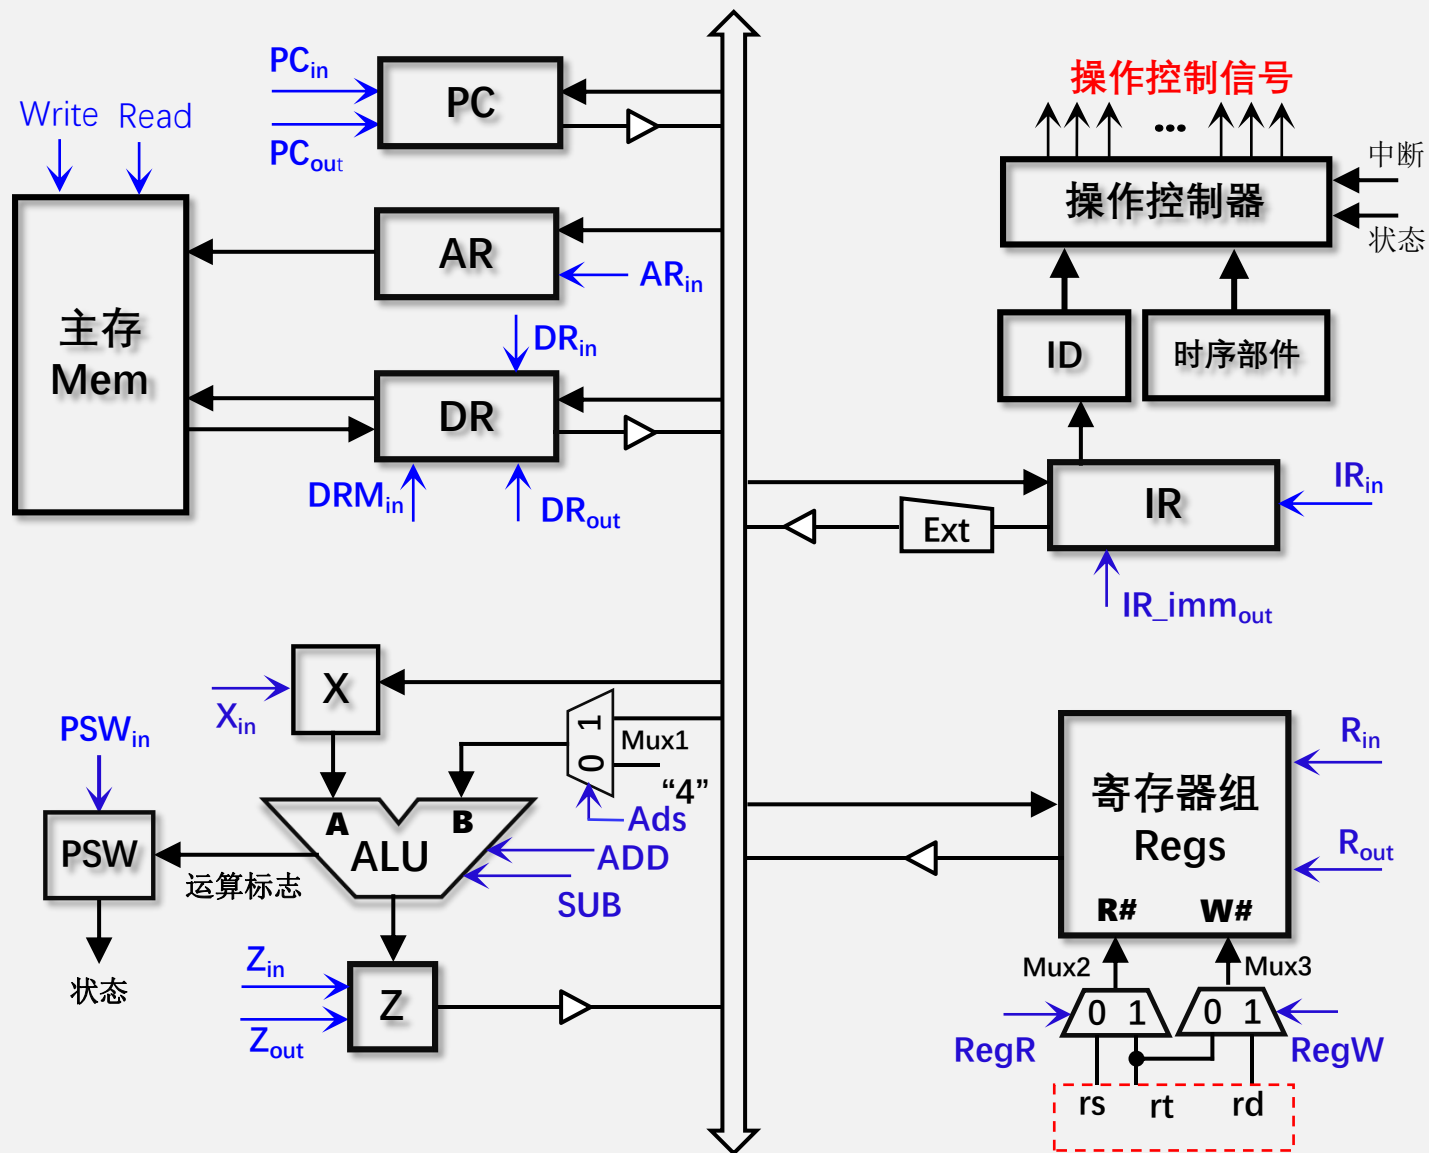 PCin
PC
PCout
Write
Read
AR
ARin
主存
Mem
DRin
DR
DRMin
DRout
操作控制信号
•••
中断
操作控制器
状态
ID
时序部件
IR
IRin
Ext
IR_immout
X
Xin
PSWin
1
0
Mux1
“4”
Ads
A
B
ALU
ADD
SUB
PSW
运算标志
状态
Zin
Z
Zout
Rin
寄存器组
Regs
Rout
R#
W#
Mux2
Mux3
0 1
0 1
RegR
RegW
rs
rt
rd